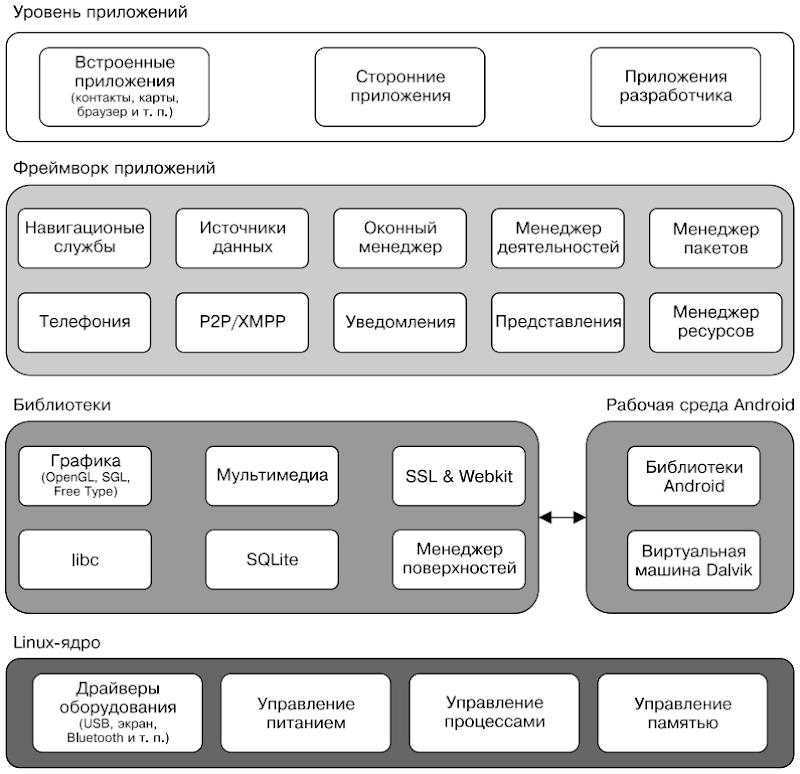 Уровень приложений
Встроенные
приложения
(контакты, карты,
браузер и т. п.)
Сторонние
приложения
Приложения
разработчика
Фреймворк приложений
Навигационые
службы
Источники
данных
Оконный
менеджер
Менеджер
деятельностей
Менеджер
пакетов
Телефония
P2P/XMPP
Уведомления
Представления
Менеджер
ресурсов
Библиотеки
Графика
(OpenGL, SGL,
Free Type)
Мультимедиа
SSL & Webkit
libc
SQLite
Менеджер
поверхностей
Рабочая среда Android
Библиотеки
Android
Виртуальная
машина Dalvik
Linux-ядро
Драйверы
оборудования
(USB, экран,
Bluetooth и т. п.)
Управление
питанием
Управление
процессами
Управление
памятью